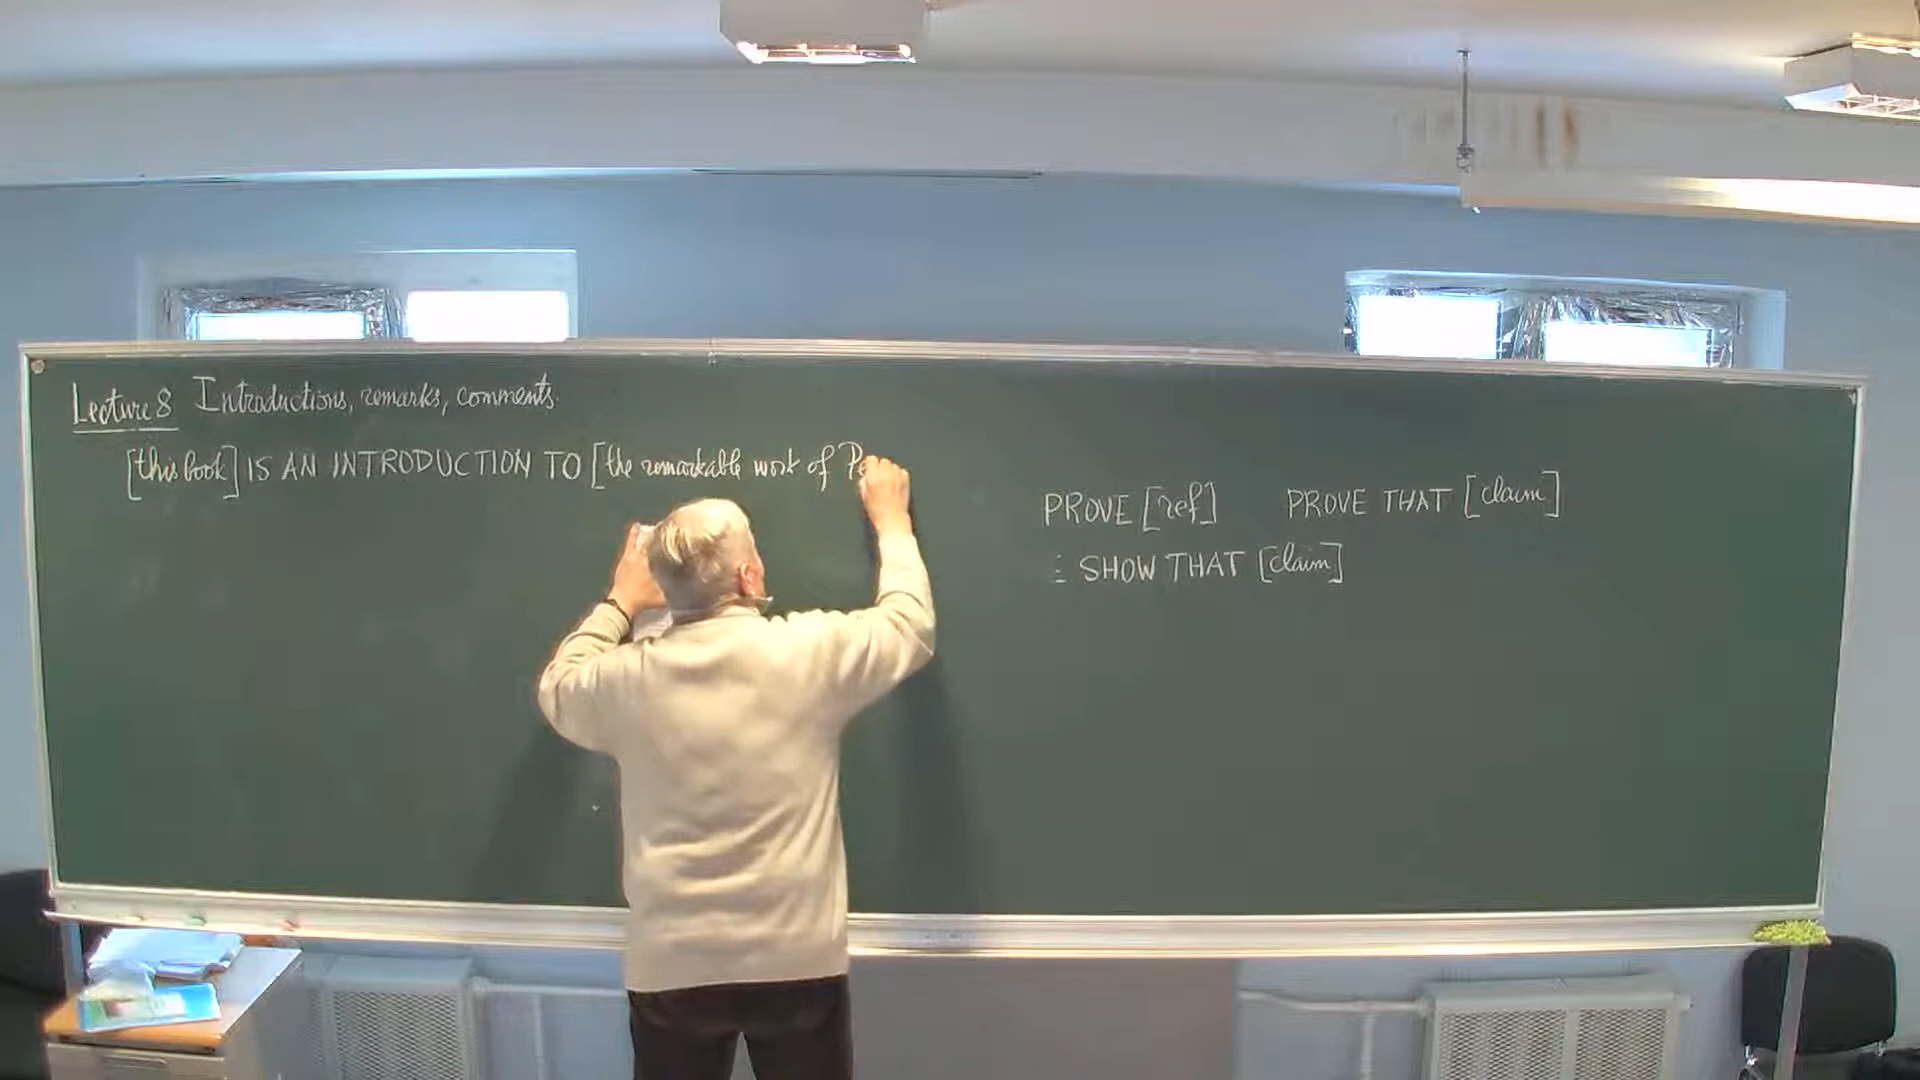 Lecture 8 Introductions, remarks, comments.
[this book] IS AN INTRODUCTION TO [the remarkable work of
PROVE [ref] PROVE THAT [claim]
≡ SHOW THAT [claim]